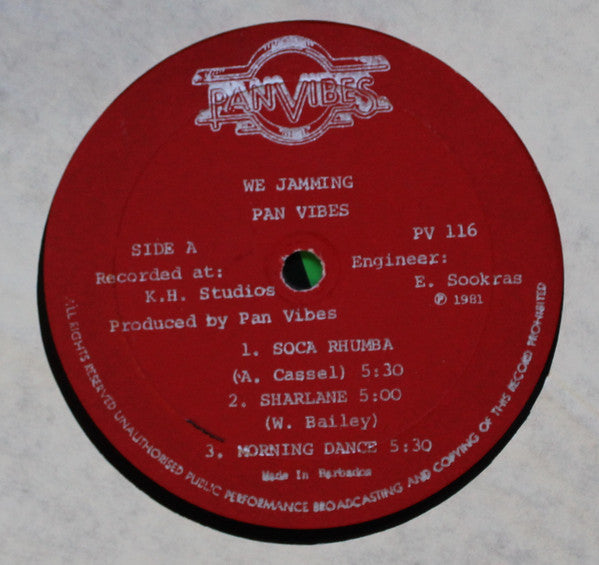 PAN VIBES
WE JAMMING
PAN VIBES
SIDE A
PV 116
Recorded at:
Engineer:
K.H. Studios
E. Sookras
Ⓟ 1981
Produced by Pan Vibes
1. SOCA RHUMBA
(A. Cassel) 5:30
2. SHARLANE 5:00
(W. Bailey)
3. MORNING DANCE 5:30
Made In Barbados
ALL RIGHTS RESERVED UNAUTHORISED PUBLIC PERFORMANCE BROADCASTING AND COPYING OF THIS RECORD PROHIBITED